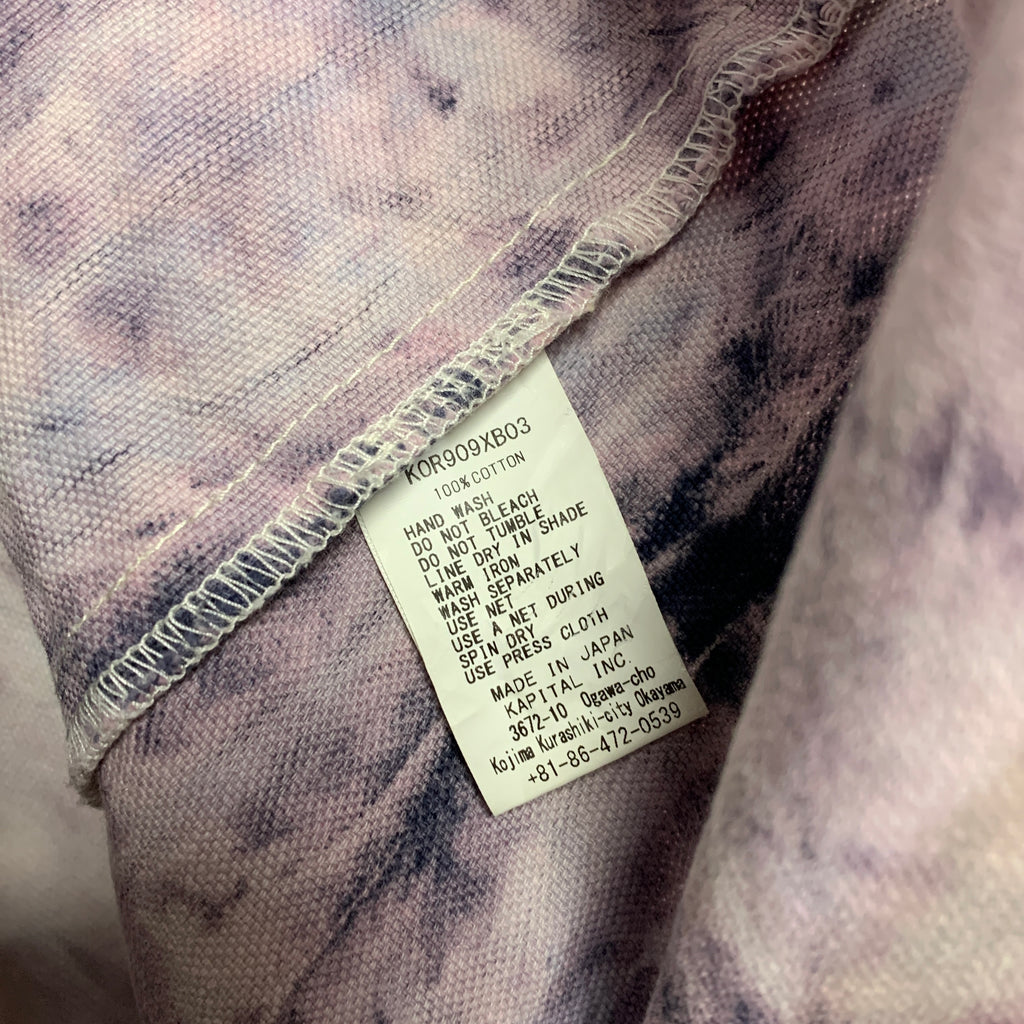 KOR909XB03
100%COTTON
HAND WASH
DO NOT BLEACH
DO NOT TUMBLE
LINE DRY IN SHADE
WARM IRON
WASH SEPARATELY
USE NET
USE A NET DURING
SPIN DRY
USE PRESS CLOTH
MADE IN JAPAN
KAPITAL INC.
3672-10 Ogawa-cho
Kojima Kurashiki-city Okayama
+81-86-472-0539